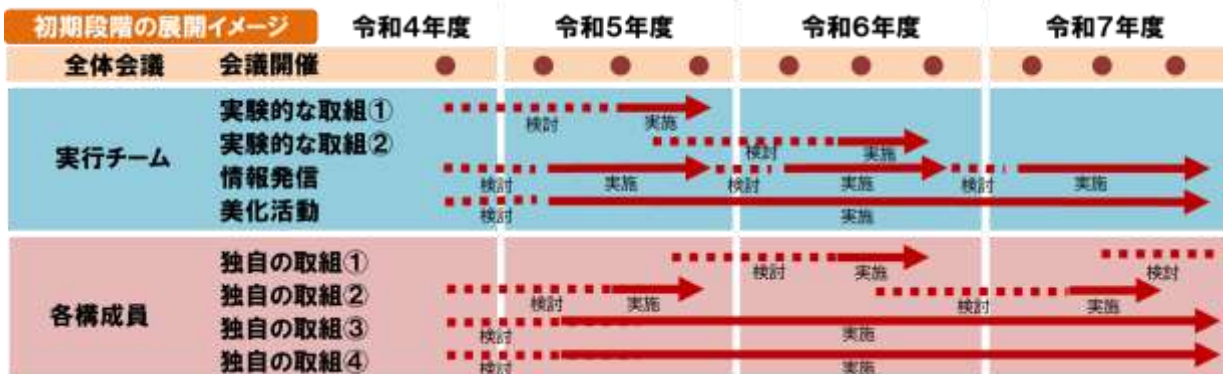 初期段階の展開イメージ 令和4年度 令和5年度 令和6年度 令和7年度
全体会議 会議開催
実験的な取組①
検討 実施
実験的な取組②
検討 実施
実行チーム
情報発信
検討 実施 検討 実施 検討 実施
美化活動
検討 実施
独自の取組①
検討 実施 検討
独自の取組②
検討 実施 検討 実施
各構成員
独自の取組③
検討 実施
独自の取組④
検討 実施